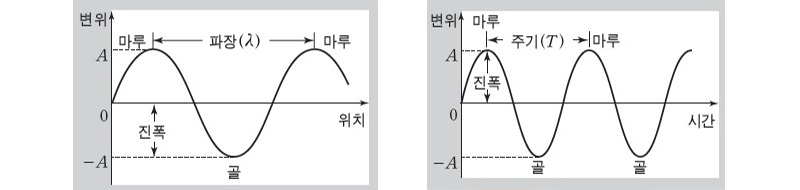 변위
마루 파장(λ) 마루
A
0
위치
진폭
−A
골
변위 마루
주기(T) 마루
A
진폭
0
시간
−A
골 골